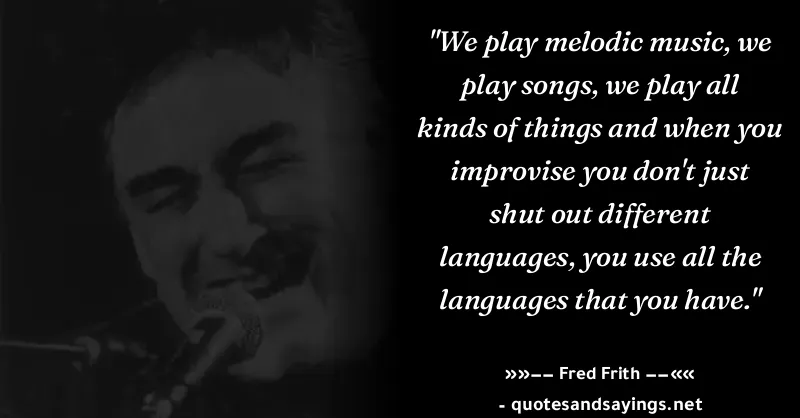 "We play melodic music, we
play songs, we play all
kinds of things and when you
improvise you don't just
shut out different
languages, you use all the
languages that you have."
»»−− Fred Frith −−««
- quotesandsayings.net